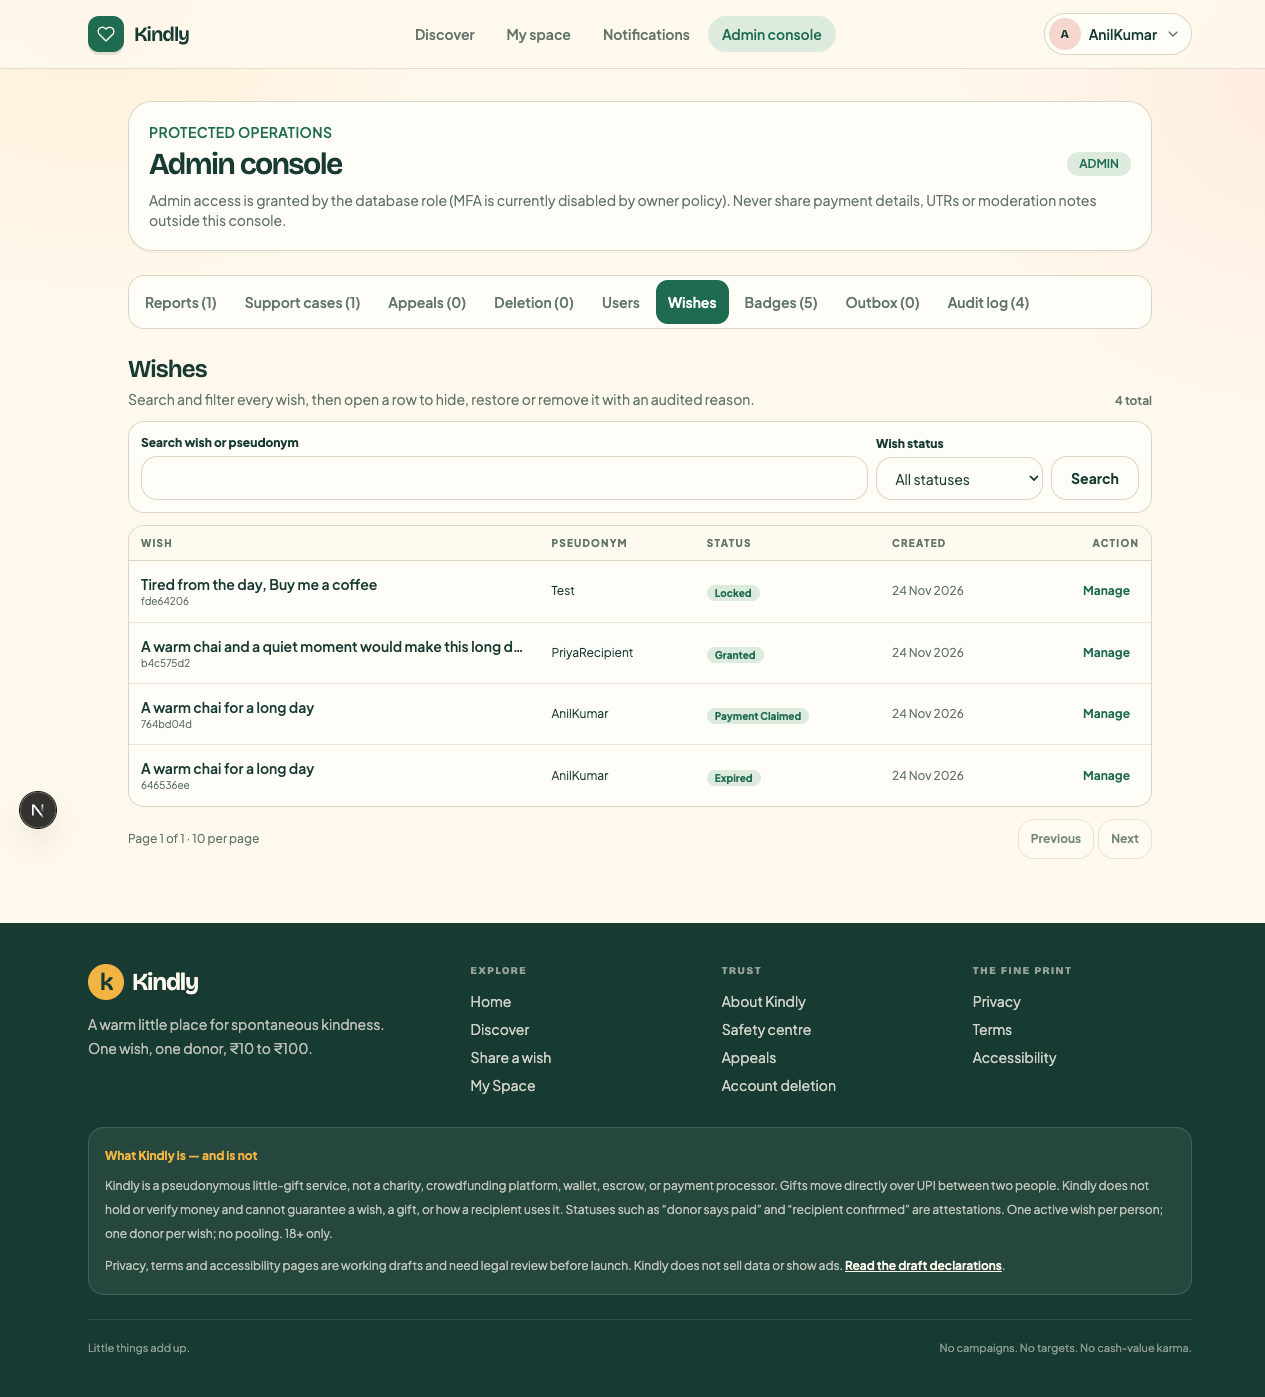 Kindly
Discover
My space
Notifications
Admin console
A
AnilKumar
PROTECTED OPERATIONS
Admin console
ADMIN
Admin access is granted by the database role (MFA is currently disabled by owner policy). Never share payment details, UTRs or moderation notes
outside this console.
Reports (1)
Support cases (1)
Appeals (0)
Deletion (0)
Users
Wishes
Badges (5)
Outbox (0)
Audit log (4)
Wishes
Search and filter every wish, then open a row to hide, restore or remove it with an audited reason.
4 total
Search wish or pseudonym
Wish status
All statuses
Search
WISH PSEUDONYM STATUS CREATED ACTION
Tired from the day, Buy me a coffee
fde64206
Test
Locked
24 Nov 2026
Manage
A warm chai and a quiet moment would make this long d...
b4c575d2
PriyaRecipient
Granted
24 Nov 2026
Manage
A warm chai for a long day
764bd04d
AnilKumar
Payment Claimed
24 Nov 2026
Manage
A warm chai for a long day
646536ee
AnilKumar
Expired
24 Nov 2026
Manage
N
Page 1 of 1 · 10 per page
Previous
Next
k Kindly
A warm little place for spontaneous kindness.
One wish, one donor, ₹10 to ₹100.
EXPLORE
Home
Discover
Share a wish
My Space
TRUST
About Kindly
Safety centre
Appeals
Account deletion
THE FINE PRINT
Privacy
Terms
Accessibility
What Kindly is — and is not
Kindly is a pseudonymous little-gift service, not a charity, crowdfunding platform, wallet, escrow, or payment processor. Gifts move directly over UPI between two people. Kindly does not
hold or verify money and cannot guarantee a wish, a gift, or how a recipient uses it. Statuses such as “donor says paid” and “recipient confirmed” are attestations. One active wish per person;
one donor per wish; no pooling. 18+ only.
Privacy, terms and accessibility pages are working drafts and need legal review before launch. Kindly does not sell data or show ads. Read the draft declarations.
Little things add up.
No campaigns. No targets. No cash-value karma.